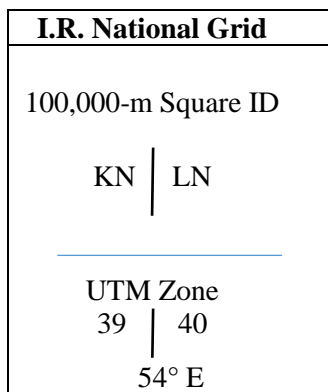 I.R. National Grid
100,000-m Square ID
KN LN
UTM Zone
39 40
54° E